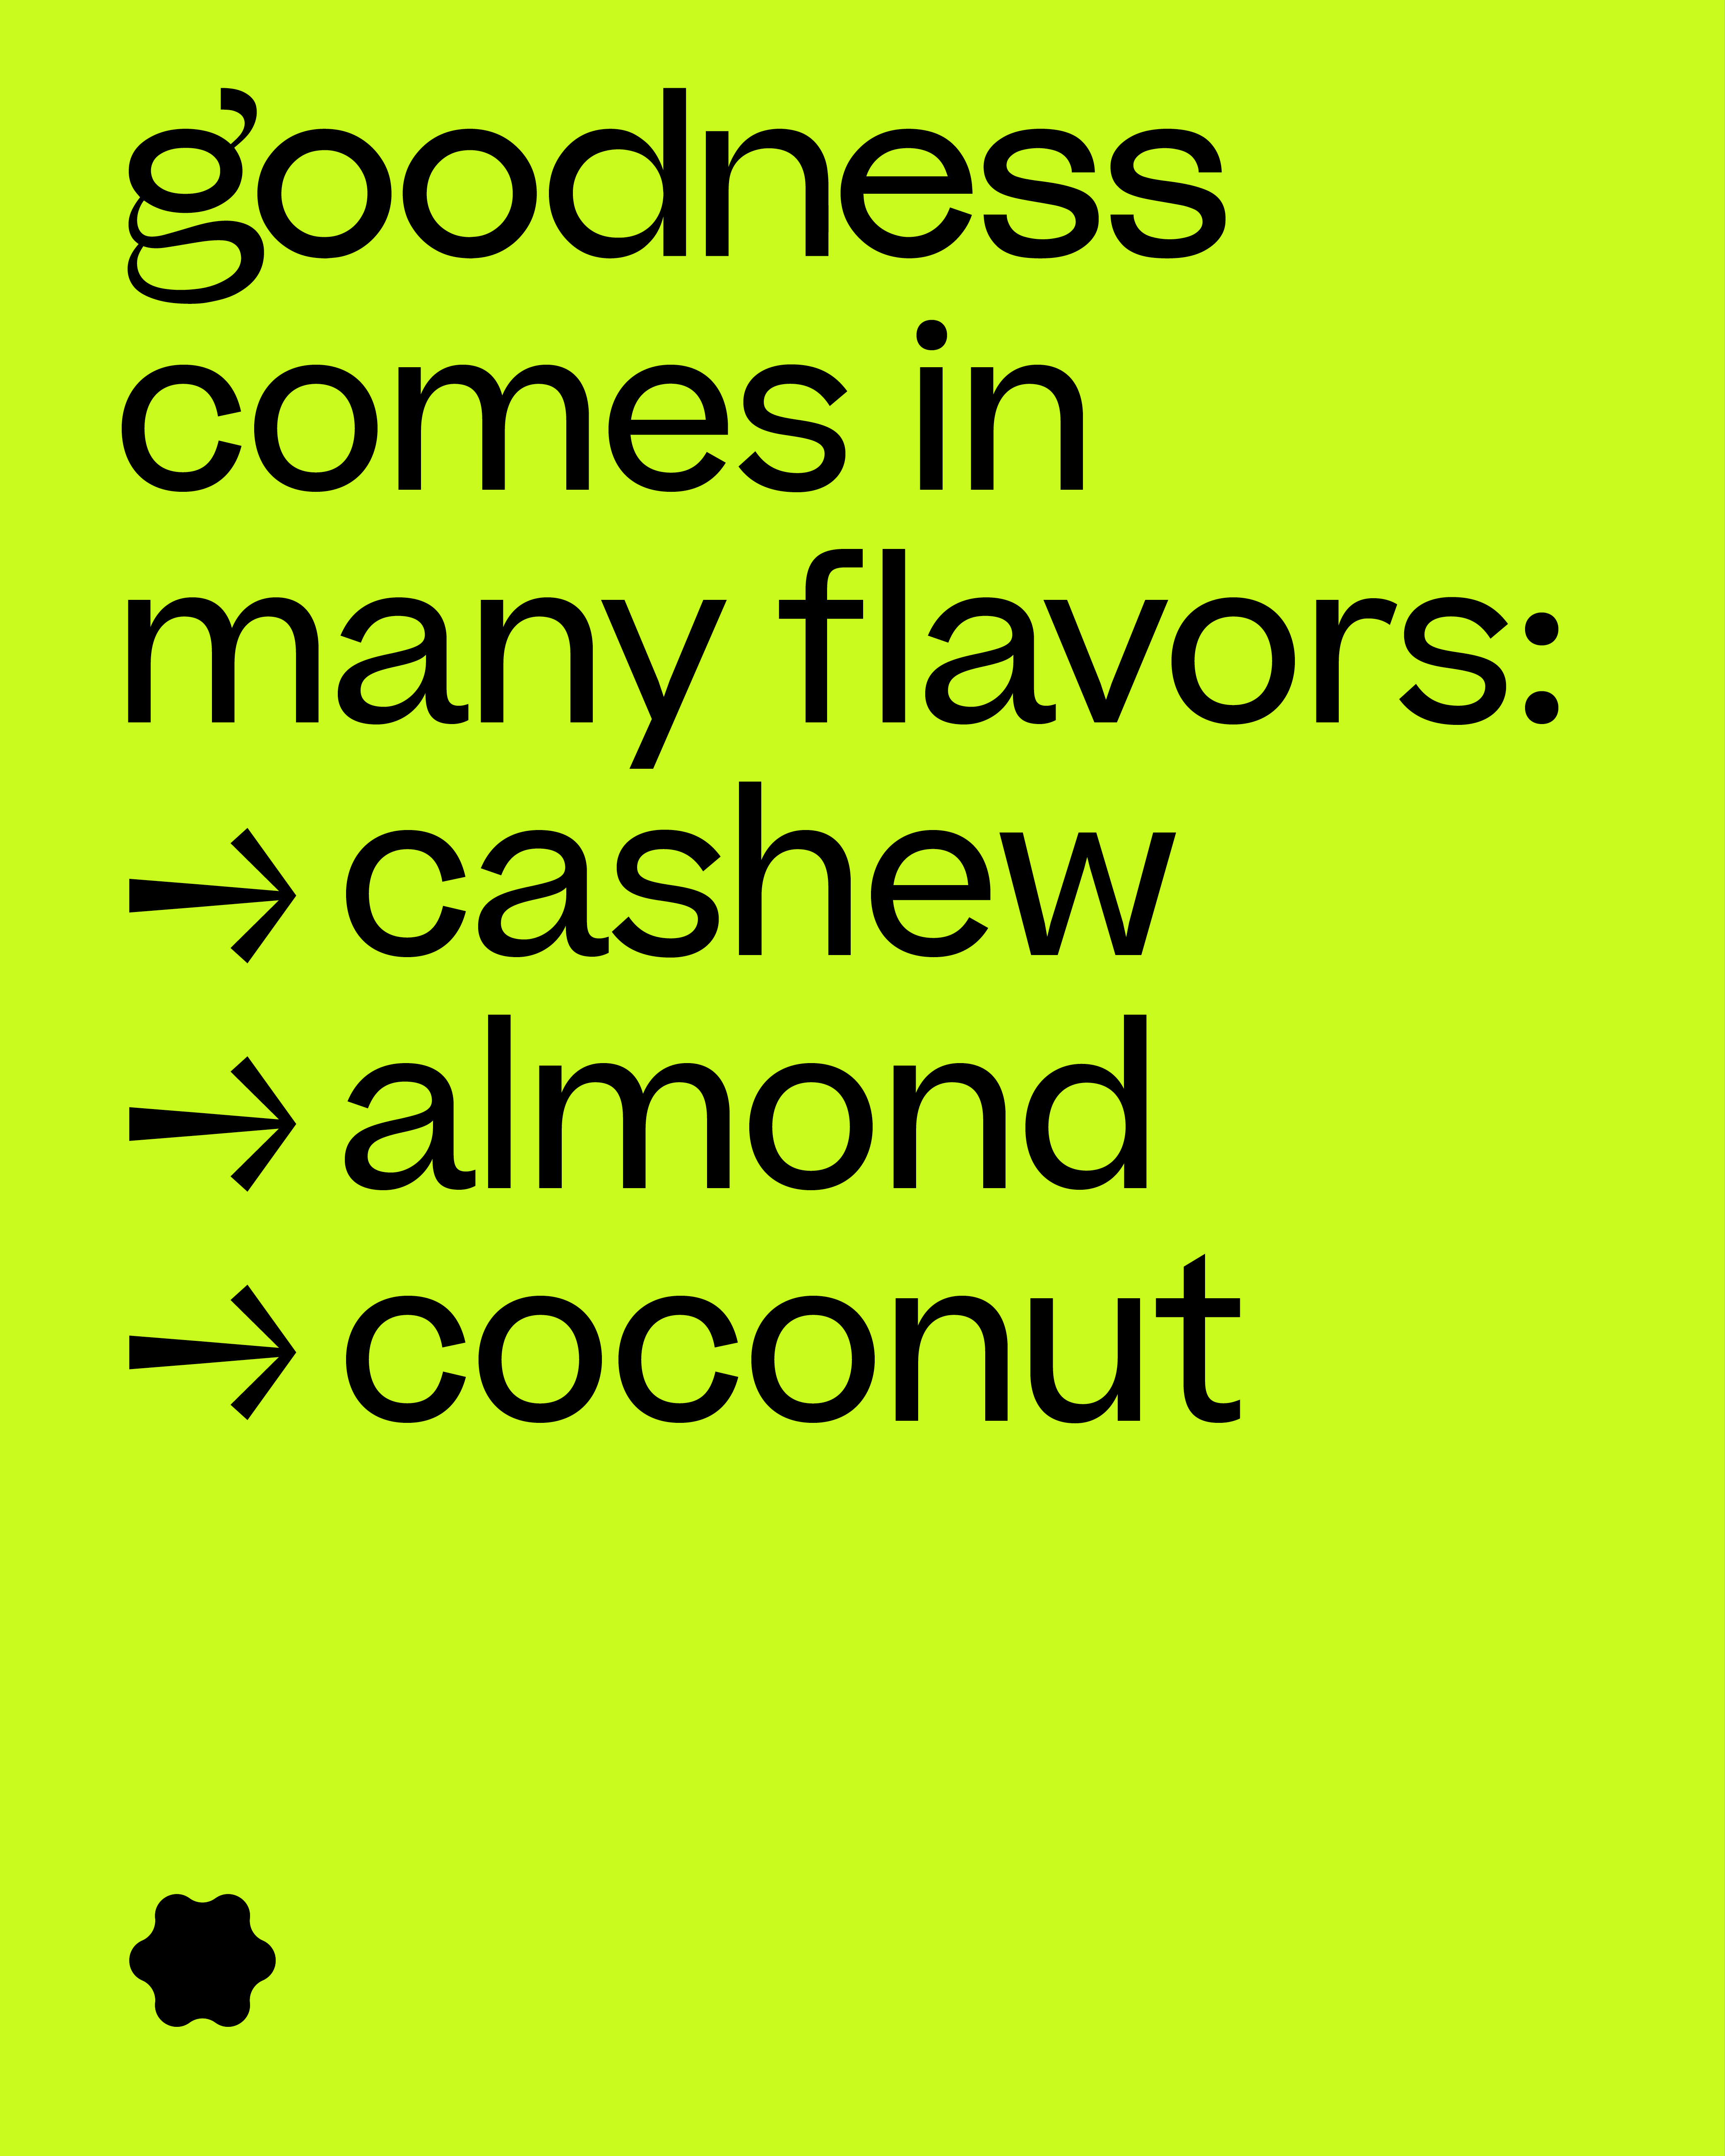 goodness
comes in
many flavors:
→ cashew
→ almond
→ coconut